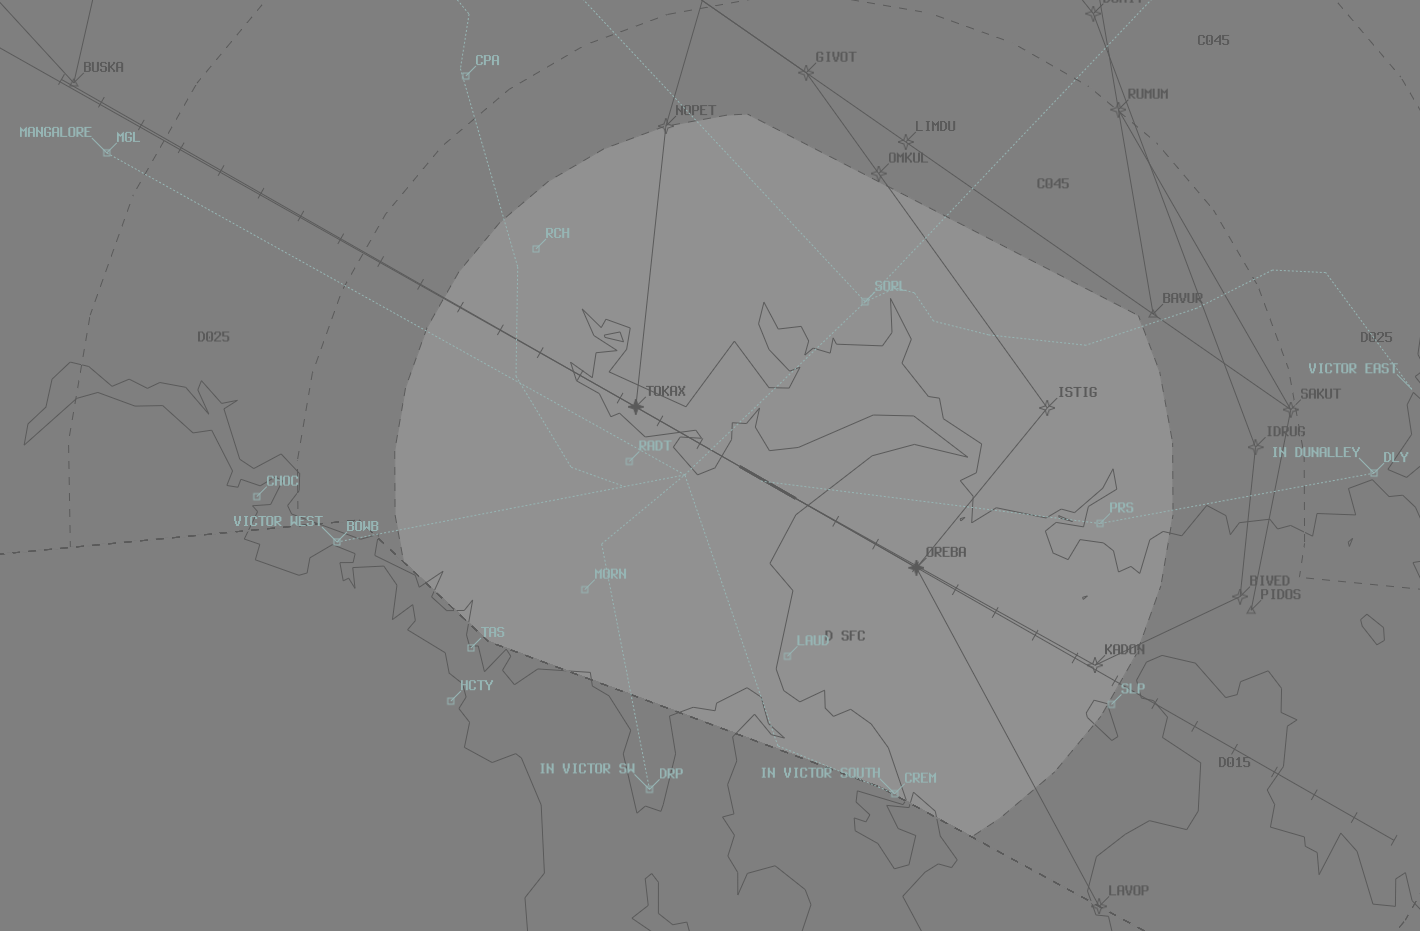 C045
GIVOT
CPA
BUSKA
RUMUM
NOPET
LIMDU
MANGALORE
MGL
OMKUL
C045
RCH
SORL
BAVUR
D025
D025
VICTOR EAST
TOKAX
ISTIG
SAKUT
IDRUG
RADT
IN DUNALLEY
DLY
CHOC
PRS
VICTOR WEST
BOWB
OREBA
MORN
BIVED
PIDOS
TAS
LAUD
D SFC
KADON
HCTY
SLP
D015
IN VICTOR SW
DRP
IN VICTOR SOUTH
CREM
LAVOP